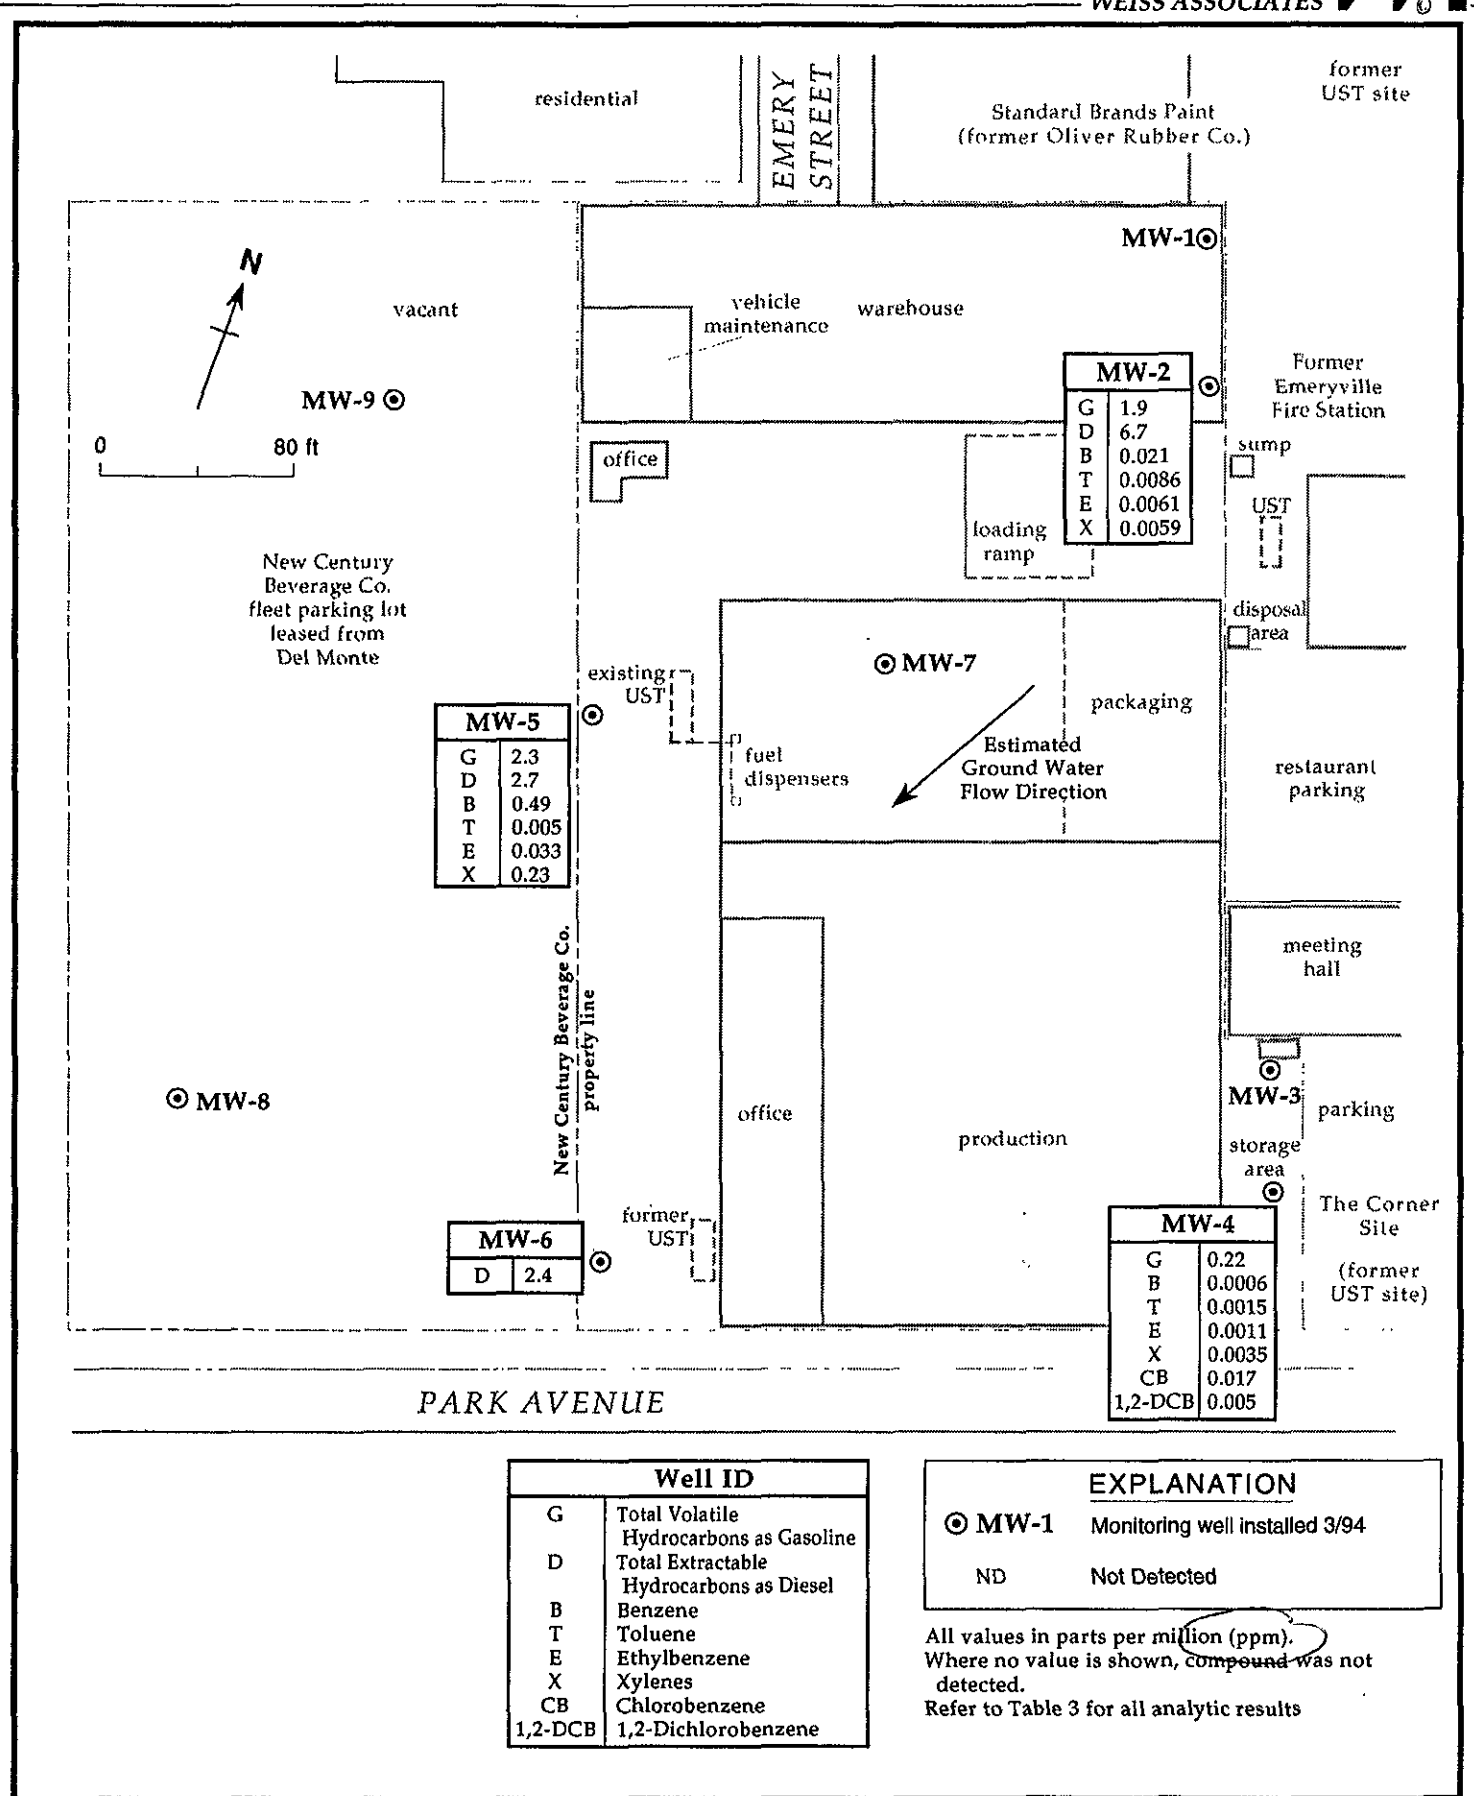 WEISS ASSOCIATES
residential
EMERY
STREET
Standard Brands Paint
(former Oliver Rubber Co.)
former
UST site
MW-1
N
vacant
vehicle
maintenance
warehouse
MW-9
0 80 ft
Former
Emeryville
Fire Station
MW-2
G 1.9
D 6.7
B 0.021
T 0.0086
E 0.0061
X 0.0059
office
sump
UST
loading
ramp
New Century
Beverage Co.
fleet parking lot
leased from
Del Monte
disposal
area
existing
UST
MW-7
packaging
MW-5
G 2.3
D 2.7
B 0.49
T 0.005
E 0.033
X 0.23
fuel
dispensers
Estimated
Ground Water
Flow Direction
restaurant
parking
New Century Beverage Co.
property line
meeting
hall
MW-8
office
production
MW-3
parking
storage
area
The Corner
Site
(former
UST site)
former
UST
MW-6
D 2.4
MW-4
G 0.22
B 0.0006
T 0.0015
E 0.0011
X 0.0035
CB 0.017
1,2-DCB 0.005
PARK AVENUE
Well ID
G Total Volatile
Hydrocarbons as Gasoline
D Total Extractable
Hydrocarbons as Diesel
B Benzene
T Toluene
E Ethylbenzene
X Xylenes
CB Chlorobenzene
1,2-DCB 1,2-Dichlorobenzene
EXPLANATION
MW-1 Monitoring well installed 3/94
ND Not Detected
All values in parts per million (ppm).
Where no value is shown, compound was not
detected.
Refer to Table 3 for all analytic results